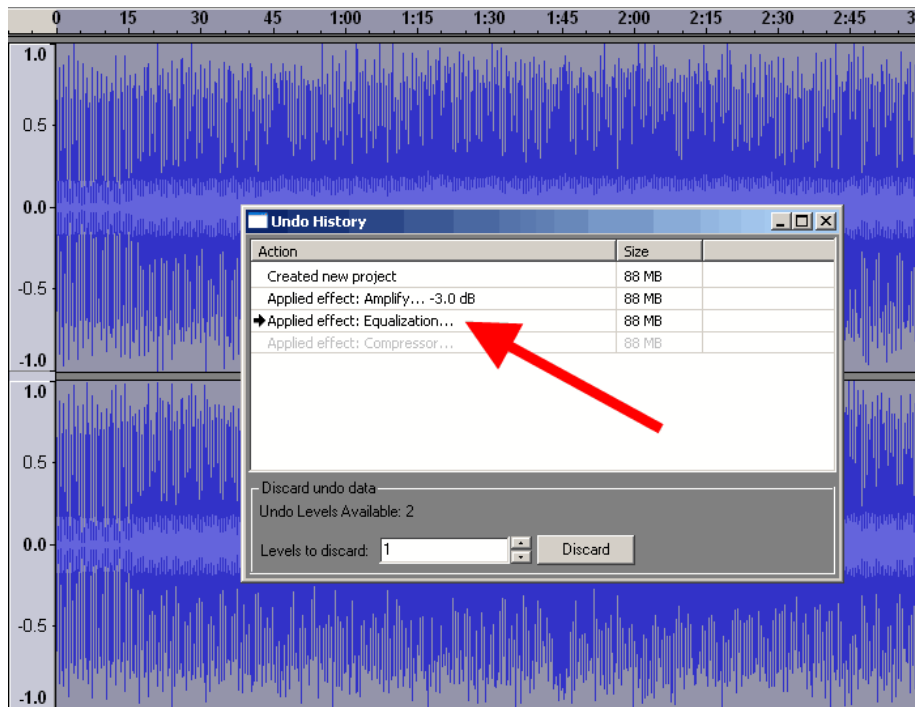 0 15 30 45 1:00 1:15 1:30 1:45 2:00 2:15 2:30 2:45 3
1.0
0.5
0.0
-0.5
-1.0
Undo History
Action Size
Created new project 88 MB
Applied effect: Amplify... -3.0 dB 88 MB
Applied effect: Equalization... 88 MB
Applied effect: Compressor... 88 MB
1.0
0.5
0.0
-0.5
-1.0
Discard undo data
Undo Levels Available: 2
Levels to discard: 1 Discard